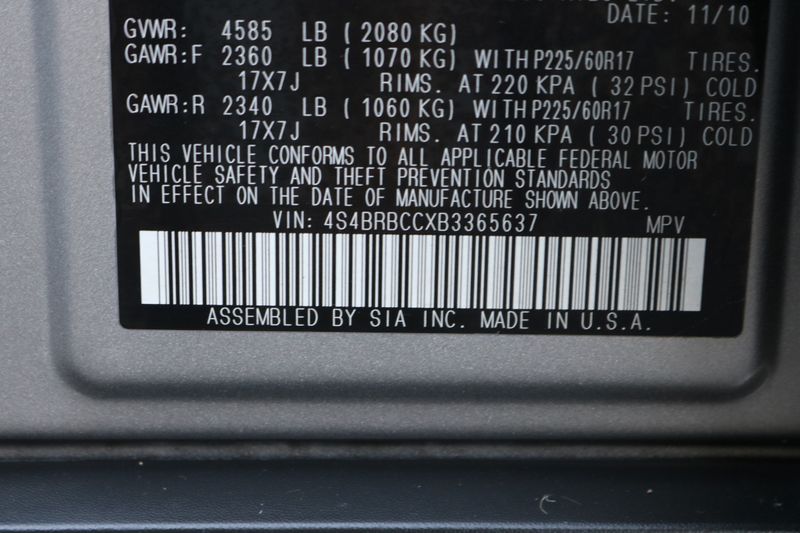 DATE: 11/10
GVWR: 4585 LB ( 2080 KG)
GAWR:F 2360 LB ( 1070 KG) WITH P225/60R17 TIRES.
17X7J RIMS. AT 220 KPA ( 32 PSI) COLD
GAWR:R 2340 LB ( 1060 KG) WITH P225/60R17 TIRES.
17X7J RIMS. AT 210 KPA ( 30 PSI) COLD
THIS VEHICLE CONFORMS TO ALL APPLICABLE FEDERAL MOTOR
VEHICLE SAFETY AND THEFT PREVENTION STANDARDS
IN EFFECT ON THE DATE OF MANUFACTURE SHOWN ABOVE.
VIN: 4S4BRBCCXB3365637 MPV
ASSEMBLED BY SIA INC. MADE IN U.S.A.